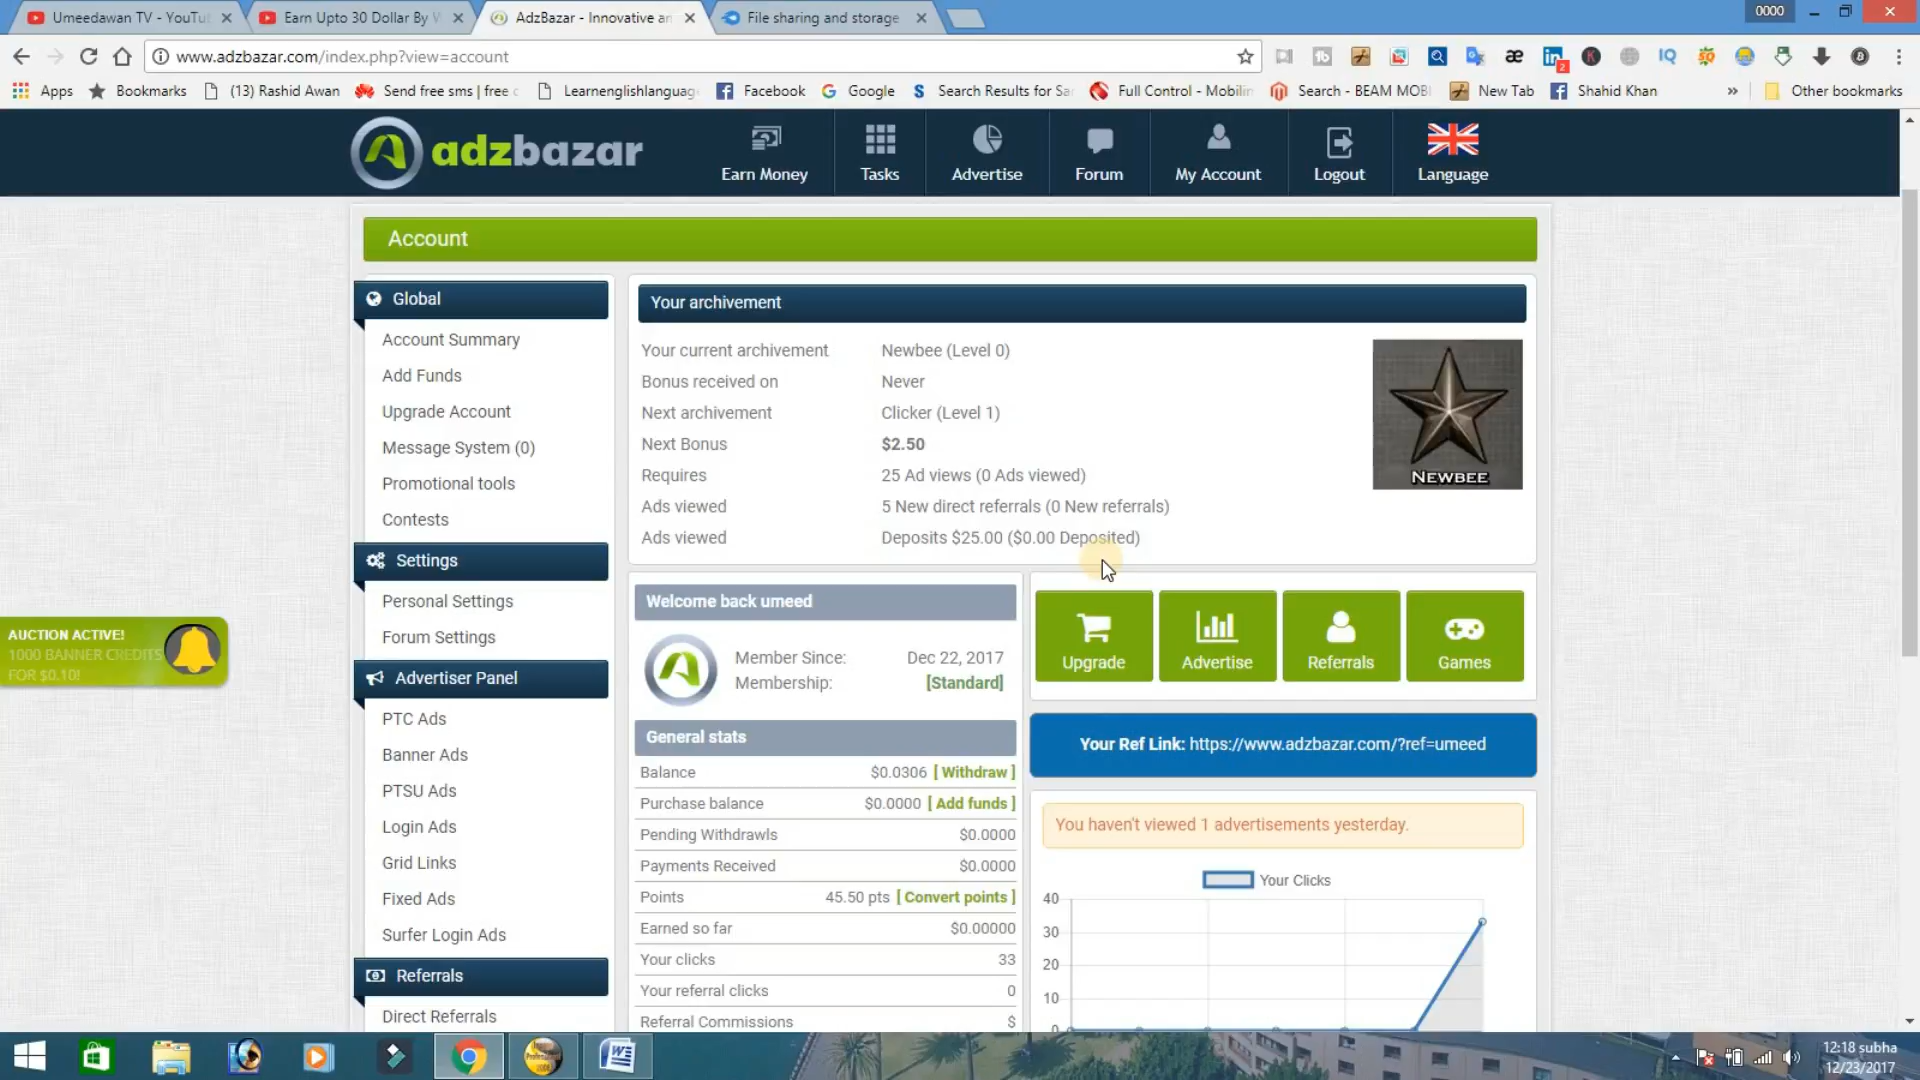 Umeedawan TV - YouTu
Earn Upto 30 Dollar By
AdzBazar - Innovative an
File sharing and storage
0000
www.adzbazar.com/index.php?view=account
Apps
Bookmarks
(13) Rashid Awan
Send free sms | free
Learnenglishlanguag
Facebook
Google
Search Results for Sa
Full Control - Mobilin
Search - BEAM MOBI
New Tab
Shahid Khan
»
Other bookmarks
adzbazar
Earn Money
Tasks
Advertise
Forum
My Account
Logout
Language
Account
Global
Account Summary
Add Funds
Upgrade Account
Message System (0)
Promotional tools
Contests
Settings
Personal Settings
Forum Settings
Advertiser Panel
PTC Ads
Banner Ads
PTSU Ads
Login Ads
Grid Links
Fixed Ads
Surfer Login Ads
Referrals
Direct Referrals
AUCTION ACTIVE!
1000 BANNER CREDITS
FOR $0.10!
Your archivement
Your current archivement Newbee (Level 0)
Bonus received on Never
Next archivement Clicker (Level 1)
Next Bonus $2.50
Requires 25 Ad views (0 Ads viewed)
Ads viewed 5 New direct referrals (0 New referrals)
Ads viewed Deposits $25.00 ($0.00 Deposited)
NEWBEE
Welcome back umeed
Member Since: Dec 22, 2017
Membership: [Standard]
General stats
Balance $0.0306 [ Withdraw ]
Purchase balance $0.0000 [ Add funds ]
Pending Withdrawls $0.0000
Payments Received $0.0000
Points 45.50 pts [ Convert points ]
Earned so far $0.00000
Your clicks 33
Your referral clicks 0
Referral Commissions $
Upgrade
Advertise
Referrals
Games
Your Ref Link: https://www.adzbazar.com/?ref=umeed
You haven't viewed 1 advertisements yesterday.
Your Clicks
40
30
20
10
0
12:18 subha
12/23/2017